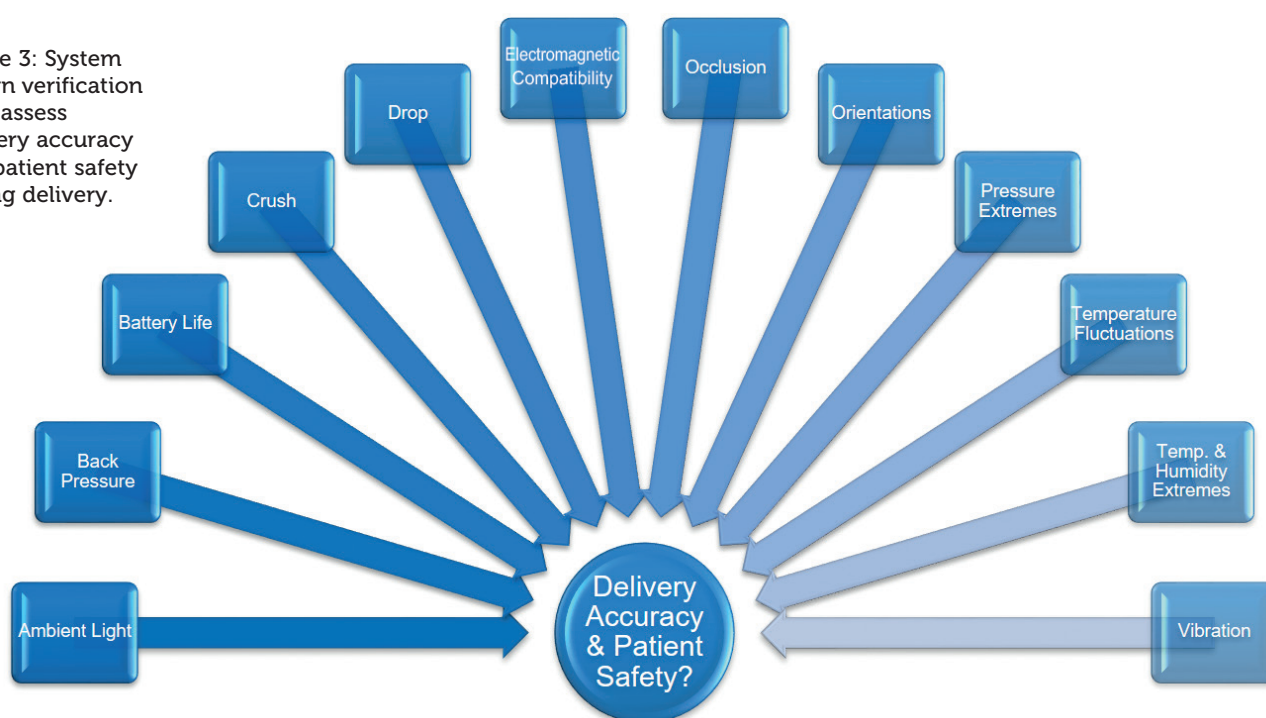 3: System
verification
assess
accuracy
patient safety
delivery.
Electromagnetic
Compatibility
Occlusion
Drop
Orientations
Crush
Pressure
Extremes
Battery Life
Temperature
Fluctuations
Back
Pressure
Temp. &
Humidity
Extremes
Ambient Light
Delivery
Accuracy
& Patient
Safety?
Vibration